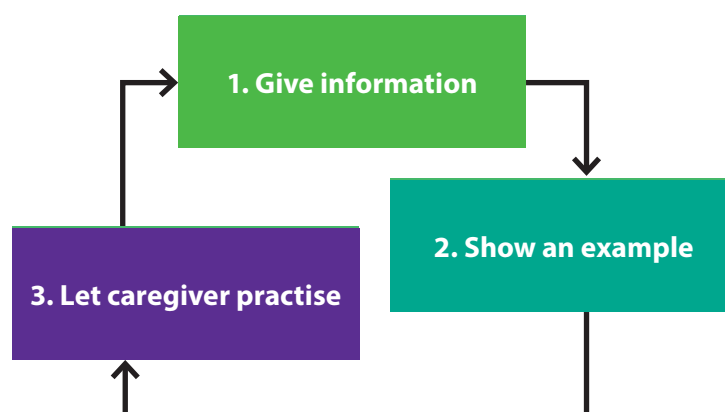 1. Give information
2. Show an example
3. Let caregiver practise